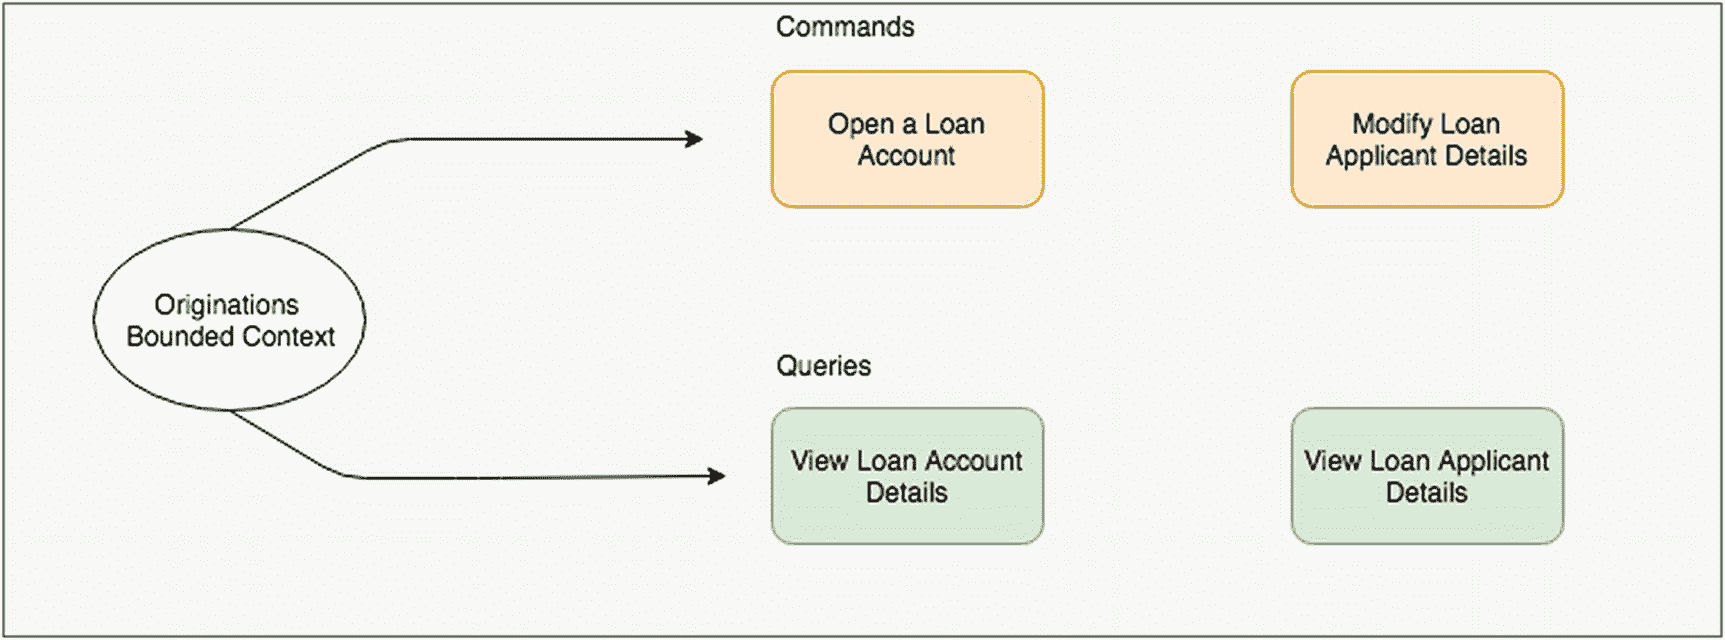 Commands
Open a Loan
Account
Modify Loan
Applicant Details
Originations
Bounded Context
Queries
View Loan Account
Details
View Loan Applicant
Details